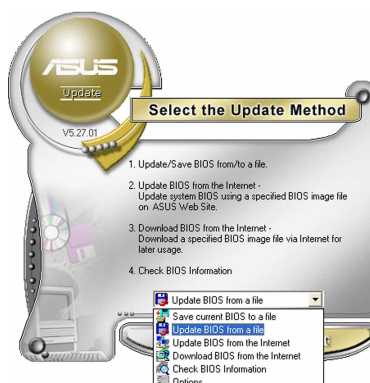 ASUS
Update
V5.27.01
Select the Update Method
1. Update/Save BIOS from/to a file.
2. Update BIOS from the Internet -
Update system BIOS using a specified BIOS image file
on ASUS Web Site.
3. Download BIOS from the Internet -
Download a specified BIOS image file via Internet for
later usage.
4. Check BIOS Information
Update BIOS from a file
Save current BIOS to a file
Update BIOS from a file
Update BIOS from the Internet
Download BIOS from the Internet
Check BIOS Information
Options